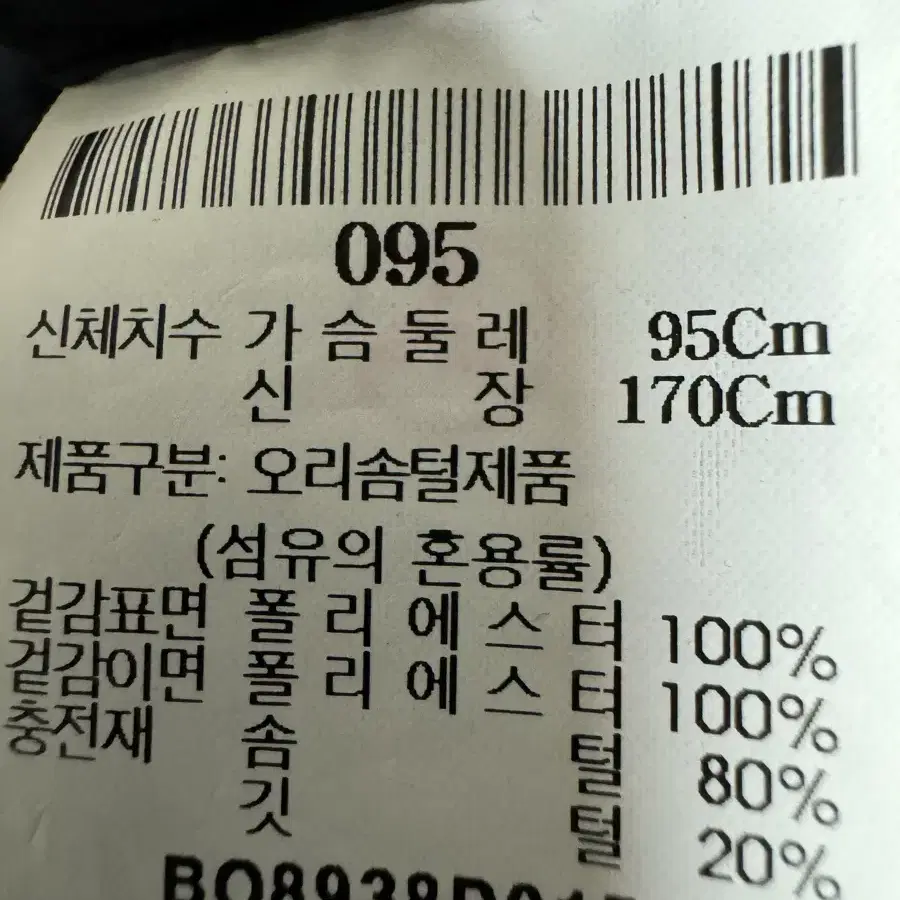 095
신체치수 가 슴 둘 레 95Cm
신 장 170Cm
제품구분: 오리솜털제품
(섬유의 혼용률)
겉감표면 폴 리 에 스 터 100%
겉감이면 폴 리 에 스 터 100%
충전재 솜 털 80%
깃 털 20%